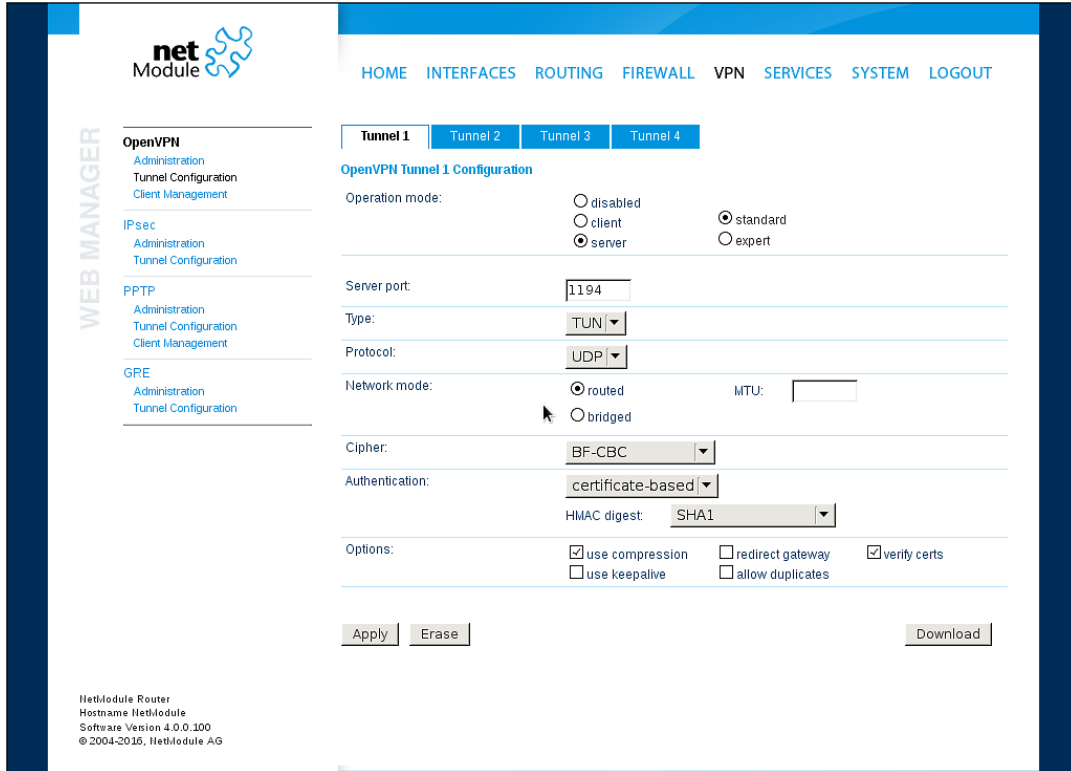 net
Module
HOME INTERFACES ROUTING FIREWALL VPN SERVICES SYSTEM LOGOUT
WEB MANAGER
OpenVPN
Administration
Tunnel Configuration
Client Management
IPsec
Administration
Tunnel Configuration
PPTP
Administration
Tunnel Configuration
Client Management
GRE
Administration
Tunnel Configuration
Tunnel 1 Tunnel 2 Tunnel 3 Tunnel 4
OpenVPN Tunnel 1 Configuration
Operation mode:
disabled
client
server
standard
expert
Server port: 1194
Type: TUN
Protocol: UDP
Network mode: routed MTU:
bridged
Cipher: BF-CBC
Authentication: certificate-based
HMAC digest: SHA1
Options: use compression redirect gateway verify certs
use keepalive allow duplicates
Apply Erase Download
NetModule Router
Hostname NetModule
Software Version 4.0.0.100
© 2004-2016, NetModule AG